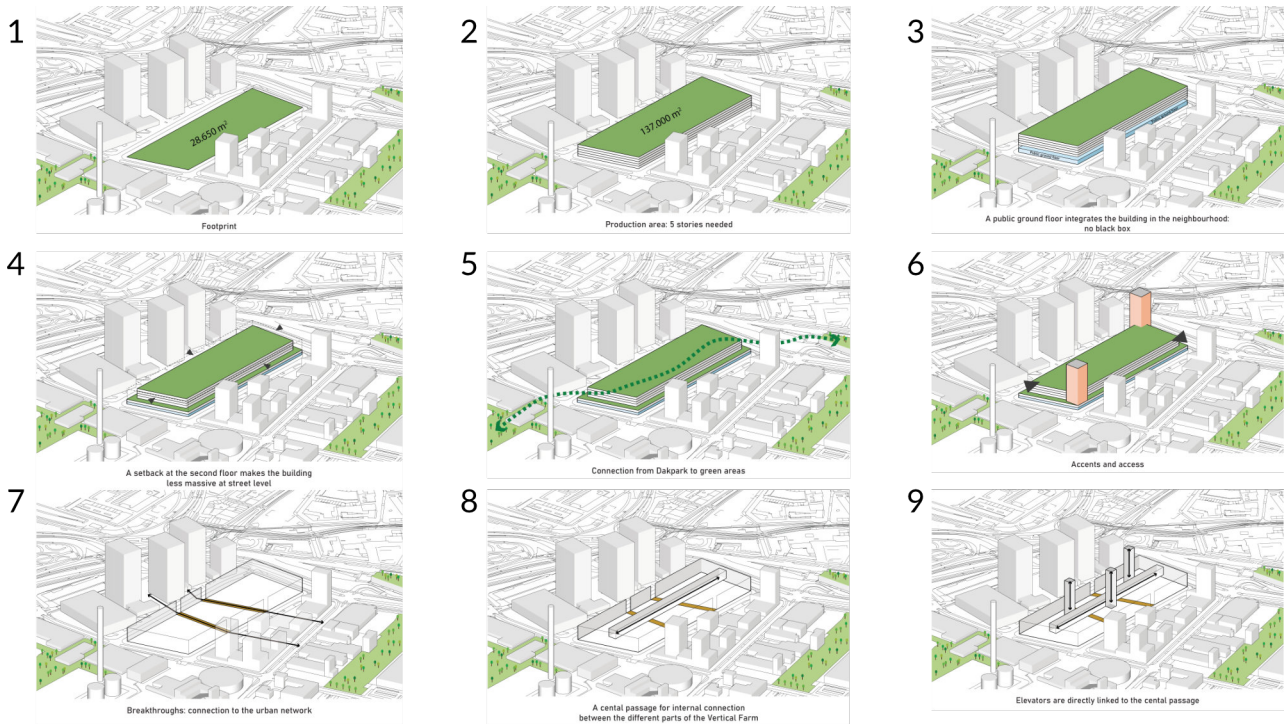 1
28.650 m²
Footprint
2
137.000 m²
Production area: 5 stories needed
3
Public ground floor
A public ground floor integrates the building in the neighbourhood:
no black box
4
A setback at the second floor makes the building
less massive at street level
5
Connection from Dakpark to green areas
6
Accents and access
7
Breakthroughs: connection to the urban network
8
A cental passage for internal connection
between the different parts of the Vertical Farm
9
Elevators are directly linked to the cental passage